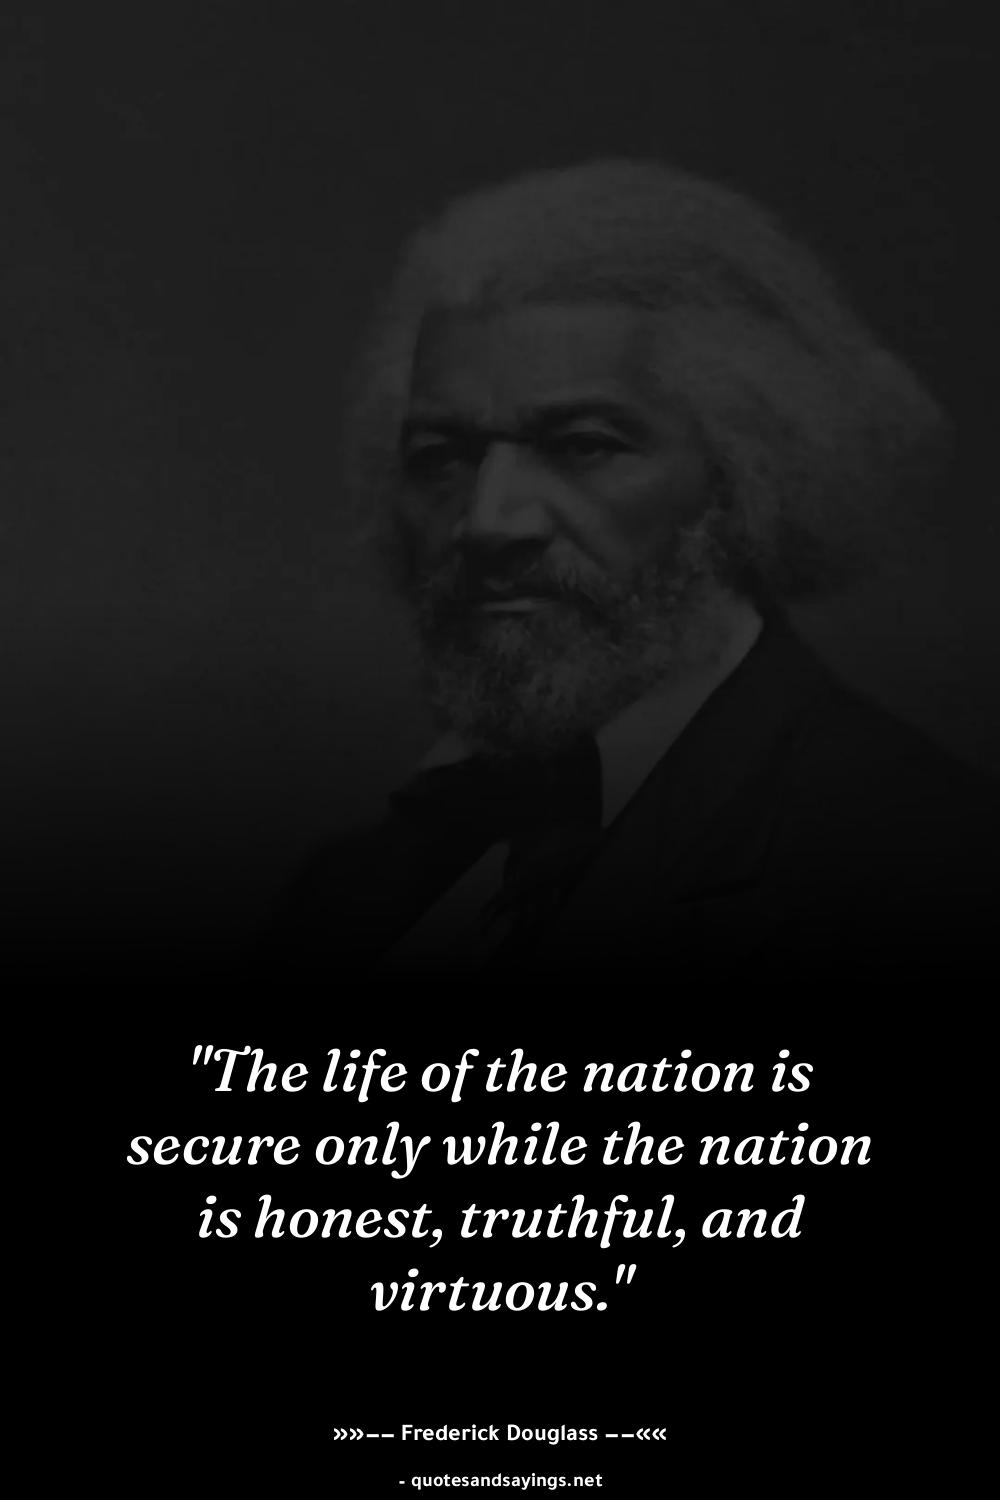 "The life of the nation is
secure only while the nation
is honest, truthful, and
virtuous."
»»−− Frederick Douglass −−««
- quotesandsayings.net